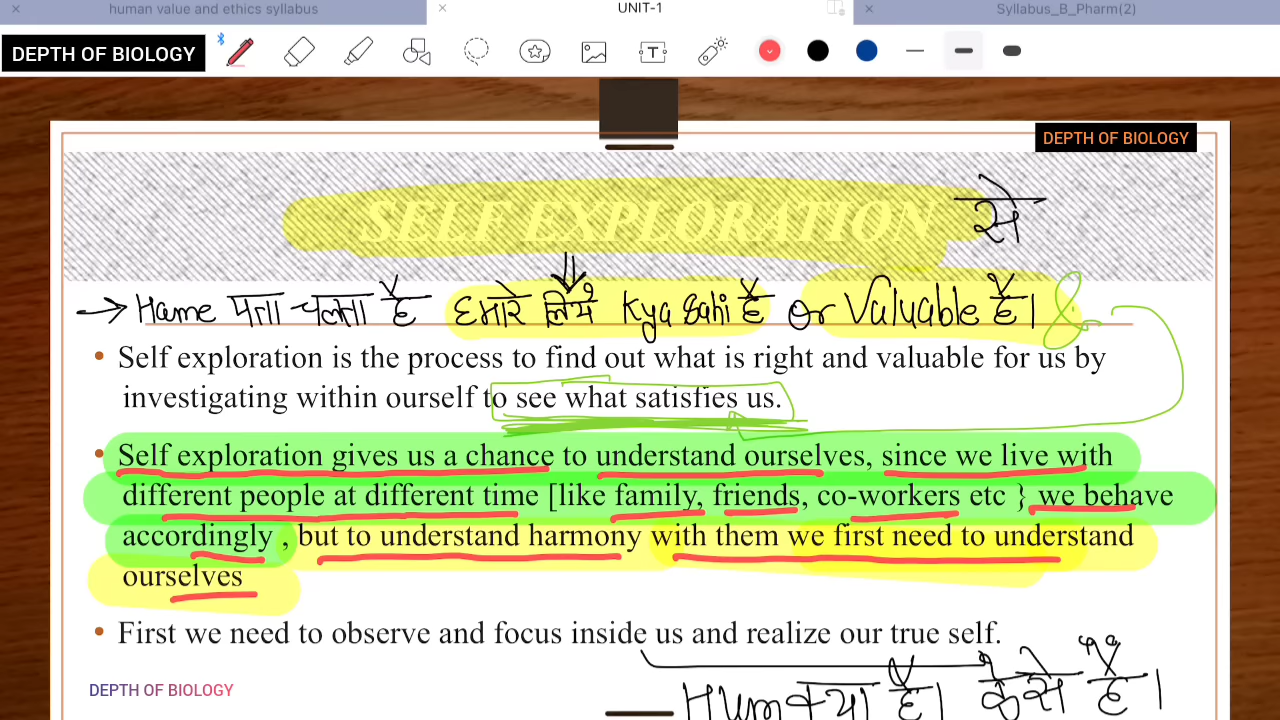 human value and ethics syllabus
UNIT-1
Syllabus_B_Pharm(2)
DEPTH OF BIOLOGY
T
DEPTH OF BIOLOGY
SELF EXPLORATION
से
Hame पता चलता है हमारे लिये Kya Sahi है or Valuable है।
&
Self exploration is the process to find out what is right and valuable for us by
investigating within ourself to see what satisfies us.
Self exploration gives us a chance to understand ourselves, since we live with
different people at different time [like family, friends, co-workers etc } we behave
accordingly , but to understand harmony with them we first need to understand
ourselves
First we need to observe and focus inside us and realize our true self.
DEPTH OF BIOLOGY
Hum क्या है। कैसे है।